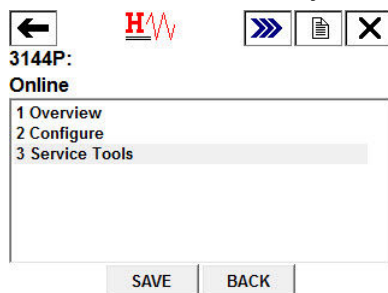 H
3144P:
Online
1 Overview
2 Configure
3 Service Tools
SAVE BACK